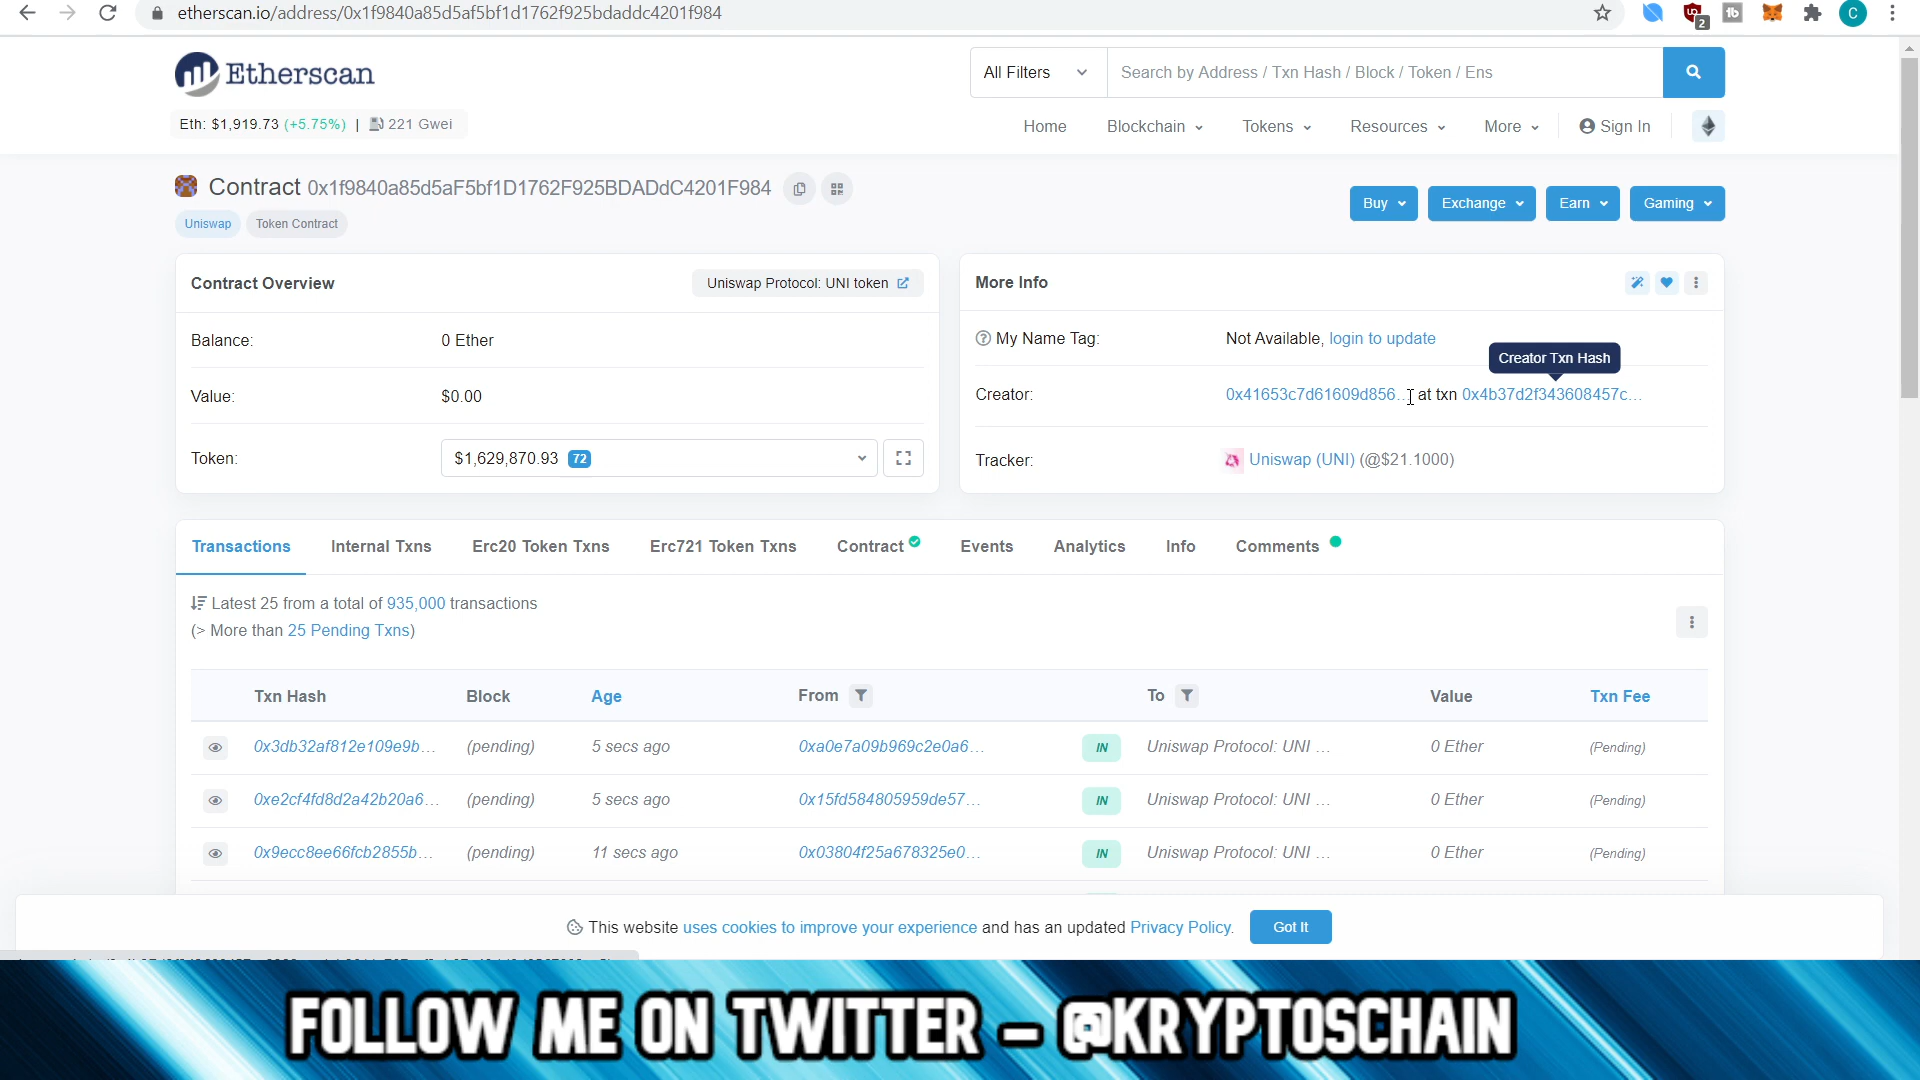 etherscan.io/address/0x1f9840a85d5af5bf1d1762f925bdaddc4201f984
2
C
Etherscan
All Filters
Search by Address / Txn Hash / Block / Token / Ens
Eth: $1,919.73 (+5.75%) | 221 Gwei
Home Blockchain Tokens Resources More Sign In
Contract 0x1f9840a85d5aF5bf1D1762F925BDADdC4201F984
Buy Exchange Earn Gaming
Uniswap Token Contract
Contract Overview Uniswap Protocol: UNI token
Balance: 0 Ether
Value: $0.00
Token: $1,629,870.93 72
More Info
My Name Tag: Not Available, login to update
Creator Txn Hash
Creator: 0x41653c7d61609d856... at txn 0x4b37d2f343608457c...
Tracker: Uniswap (UNI) (@$21.1000)
Transactions Internal Txns Erc20 Token Txns Erc721 Token Txns Contract Events Analytics Info Comments
Latest 25 from a total of 935,000 transactions
(> More than 25 Pending Txns)
Txn Hash Block Age From To Value Txn Fee
0x3db32af812e109e9b... (pending) 5 secs ago 0xa0e7a09b969c2e0a6... IN Uniswap Protocol: UNI ... 0 Ether (Pending)
0xe2cf4fd8d2a42b20a6... (pending) 5 secs ago 0x15fd584805959de57... IN Uniswap Protocol: UNI ... 0 Ether (Pending)
0x9ecc8ee66fcb2855b... (pending) 11 secs ago 0x03804f25a678325e0... IN Uniswap Protocol: UNI ... 0 Ether (Pending)
This website uses cookies to improve your experience and has an updated Privacy Policy. Got It
FOLLOW ME ON TWITTER - @KRYPTOSCHAIN